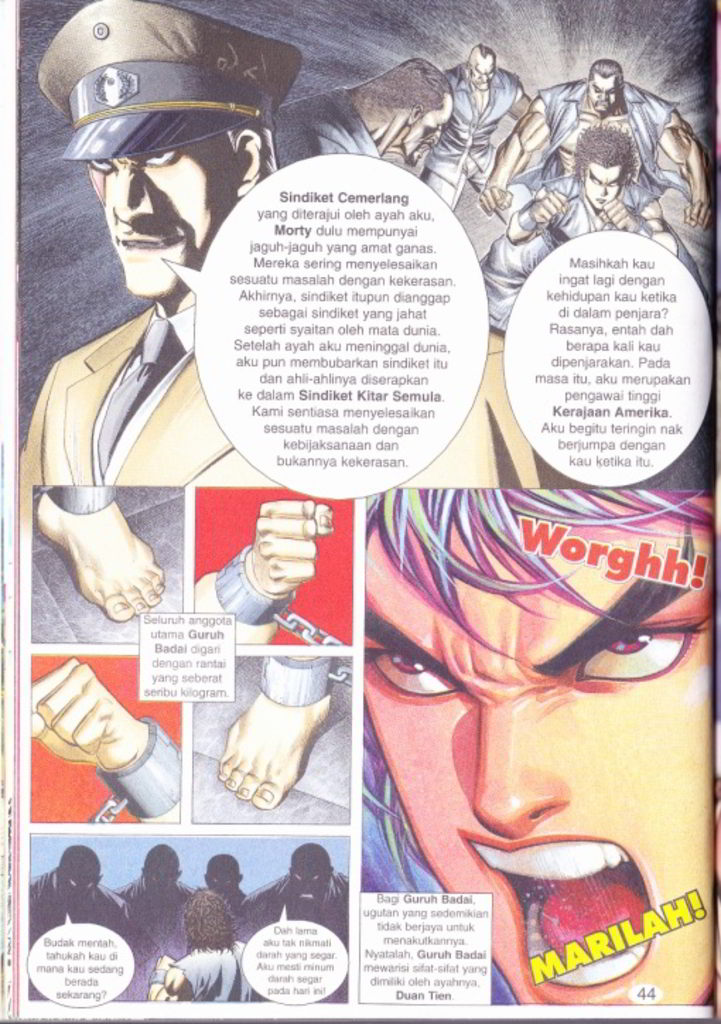 Sindiket Cemerlang
yang diterajui oleh ayah aku,
Morty dulu mempunyai
jaguh-jaguh yang amat ganas.
Mereka sering menyelesaikan
sesuatu masalah dengan kekerasan.
Akhirnya, sindiket itupun dianggap
sebagai sindiket yang jahat
seperti syaitan oleh mata dunia.
Setelah ayah aku meninggal dunia,
aku pun membubarkan sindiket itu
dan ahli-ahlinya diserapkan
ke dalam Sindiket Kitar Semula.
Kami sentiasa menyelesaikan
sesuatu masalah dengan
kebijaksanaan dan
bukannya kekerasan.
Masihkah kau
ingat lagi dengan
kehidupan kau ketika
di dalam penjara?
Rasanya, entah dah
berapa kali kau
dipenjarakan. Pada
masa itu, aku merupakan
pengawai tinggi
Kerajaan Amerika.
Aku begitu teringin nak
berjumpa dengan
kau ketika itu.
Seluruh anggota
utama Guruh
Badai digari
dengan rantai
yang seberat
seribu kilogram.
Worghh!
Budak mentah,
tahukah kau di
mana kau sedang
berada
sekarang?
Dah lama
aku tak nikmati
darah yang segar.
Aku mesti minum
darah segar
pada hari ini!
Bagi Guruh Badai,
ugutan yang sedemikian
tidak berjaya untuk
menakutkannya.
Nyatalah, Guruh Badai
mewarisi sifat-sifat yang
dimiliki oleh ayahnya,
Duan Tien.
MARILAH!
44